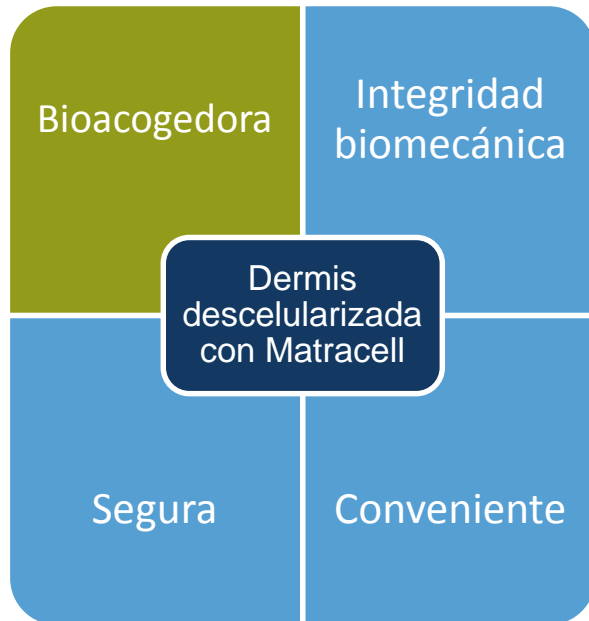 Bioacogedora
Integridad
biomecánica
Dermis
descelularizada
con Matracell
Segura
Conveniente